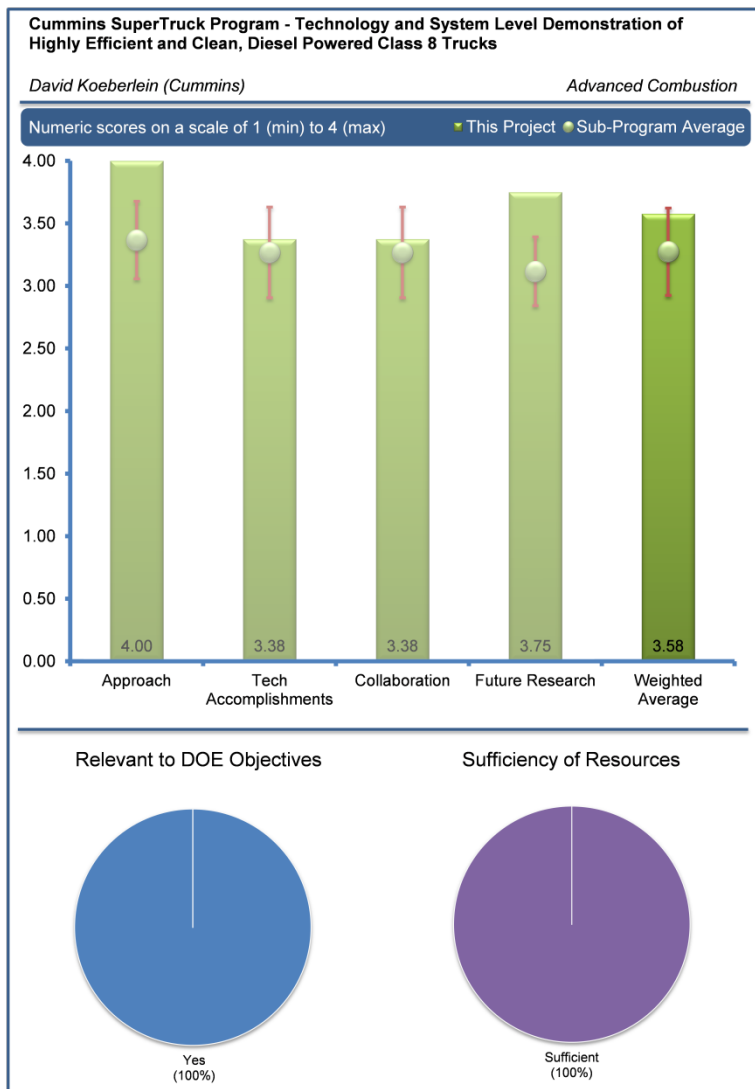 Cummins SuperTruck Program - Technology and System Level Demonstration of
Highly Efficient and Clean, Diesel Powered Class 8 Trucks
David Koeberlein (Cummins) Advanced Combustion
Numeric scores on a scale of 1 (min) to 4 (max) This Project Sub-Program Average
4.00
3.50
3.00
2.50
2.00
1.50
1.00
0.50
0.00
4.00 3.38 3.38 3.75 3.58
Approach Tech Accomplishments Collaboration Future Research Weighted Average
Relevant to DOE Objectives Sufficiency of Resources
Yes
(100%)
Sufficient
(100%)